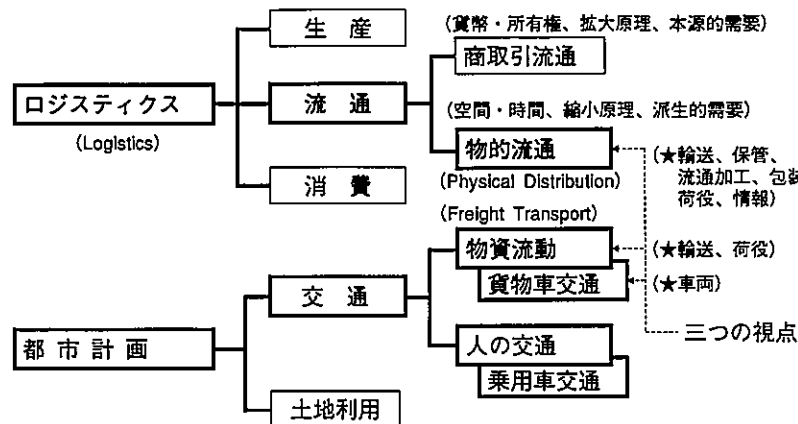 生 産
(貨幣・所有権、拡大原理、本源的需要)
商取引流通
ロジスティクス
(Logistics)
流 通
(空間・時間、縮小原理、派生的需要)
物的流通
(Physical Distribution)
(★輸送、保管、
流通加工、包装
荷役、情報)
消 費
(Freight Transport)
物資流動
(★輸送、荷役)
貨物車交通
(★車両)
交 通
三つの視点
都 市 計 画
人の交通
乗用車交通
土地利用